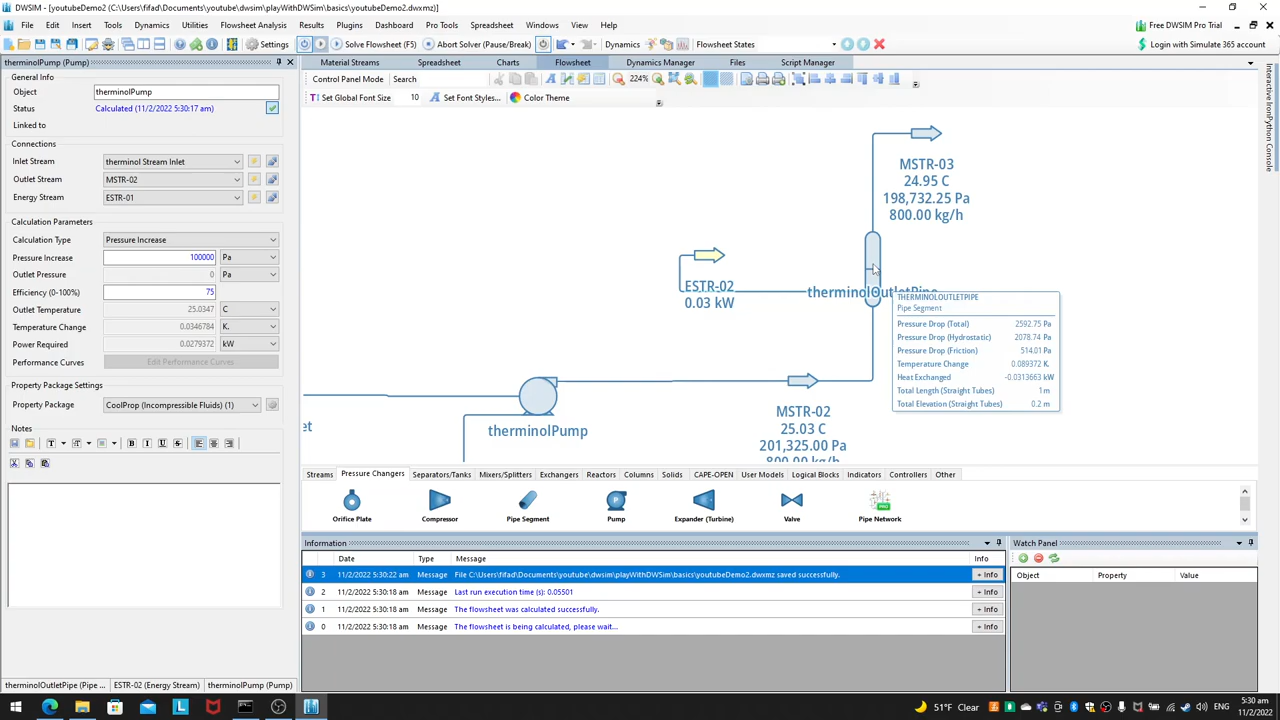 DWSIM - [youtubeDemo2 (C:\Users\fifad\Documents\youtube\dwsim\playWithDWSim\basics\youtubeDemo2.dwxmz)]
File Edit Insert Tools Dynamics Utilities Flowsheet Analysis Results Plugins Dashboard Pro Tools Spreadsheet Windows View Help Free DWSIM Pro Trial
Settings Solve Flowsheet (F5) Abort Solver (Pause/Break) Dynamics Flowsheet States Login with Simulate 365 account
therminolPump (Pump)
General Info
Object therminolPump
Status Calculated (11/2/2022 5:30:17 am)
Linked to
Connections
Inlet Stream therminol Stream Inlet
Outlet Stream MSTR-02
Energy Stream ESTR-01
Calculation Parameters
Calculation Type Pressure Increase
Pressure Increase 100000 Pa
Outlet Pressure 0 Pa
Efficiency (0-100%) 75
Outlet Temperature 25.0347 C
Temperature Change 0.0346784 K.
Power Required 0.0279372 kW
Performance Curves Edit Performance Curves
Property Package Settings
Property Package CoolProp (Incompressible Fluids) (1)
Notes
therminolOutletPipe (Pipe ... ESTR-02 (Energy Stream) therminolPump (Pump)
Material Streams Spreadsheet Charts Flowsheet Dynamics Manager Files Script Manager
Control Panel Mode Search 224%
Set Global Font Size 10 Set Font Styles... Color Theme
MSTR-03
24.95 C
198,732.25 Pa
800.00 kg/h
ESTR-02
0.03 kW
therminolOutletPipe
THERMINOLOUTLETPIPE
Pipe Segment
Pressure Drop (Total) 2592.75 Pa
Pressure Drop (Hydrostatic) 2078.74 Pa
Pressure Drop (Friction) 514.01 Pa
Temperature Change 0.089372 K.
Heat Exchanged -0.0313663 kW
Total Length (Straight Tubes) 1 m
Total Elevation (Straight Tubes) 0.2 m
et
therminolPump
MSTR-02
25.03 C
201,325.00 Pa
800.00 kg/h
Streams Pressure Changers Separators/Tanks Mixers/Splitters Exchangers Reactors Columns Solids CAPE-OPEN User Models Logical Blocks Indicators Controllers Other
Orifice Plate Compressor Pipe Segment Pump Expander (Turbine) Valve Pipe Network
PRO
Information
Date Type Message Info
3 11/2/2022 5:30:22 am Message File C:\Users\fifad\Documents\youtube\dwsim\playWithDWSim\basics\youtubeDemo2.dwxmz saved successfully. + Info
2 11/2/2022 5:30:18 am Message Last run execution time (s): 0.05501 + Info
1 11/2/2022 5:30:18 am Message The flowsheet was calculated successfully. + Info
0 11/2/2022 5:30:18 am Message The flowsheet is being calculated, please wait... + Info
Watch Panel
Object Property Value
Interactive IronPython Console
51°F Clear
5:30 am
11/2/2022